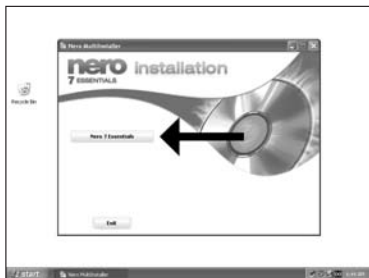 Nero MultiInstaller
nero installation
7 ESSENTIALS
Recycle Bin
Nero 7 Essentials
Exit
start
Nero MultiInstaller